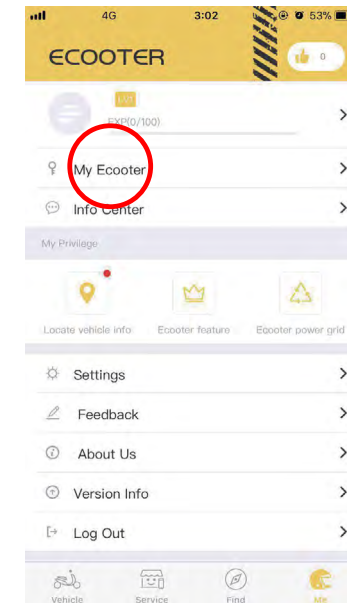 4G 3:02 53%
ECOOTER
0
LV1
EXP(0/100)
My Ecooter
Info Center
My Privilege
Locate vehicle info Ecooter feature Ecooter power grid
Settings
Feedback
About Us
Version Info
Log Out
Vehicle Service Find Me